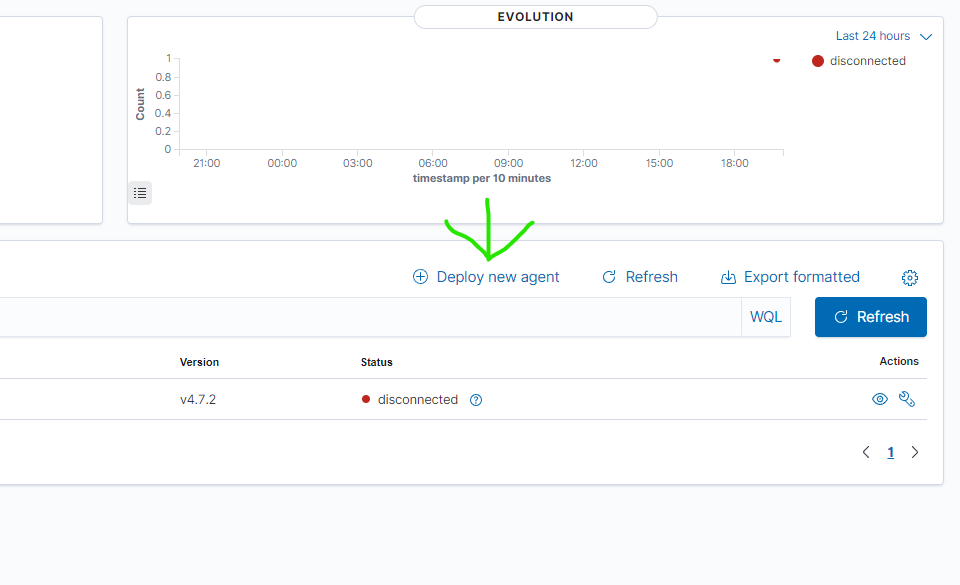 EVOLUTION
Last 24 hours
disconnected
Count
1
0.8
0.6
0.4
0.2
0
21:00 00:00 03:00 06:00 09:00 12:00 15:00 18:00
timestamp per 10 minutes
Deploy new agent Refresh Export formatted
WQL Refresh
Version Status Actions
v4.7.2 disconnected ?
1